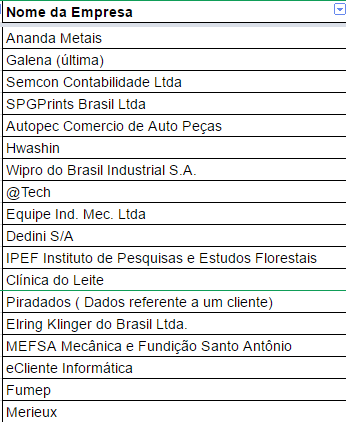 Nome da Empresa
Ananda Metais
Galena (última)
Semcon Contabilidade Ltda
SPGPrints Brasil Ltda
Autopec Comercio de Auto Peças
Hwashin
Wipro do Brasil Industrial S.A.
@Tech
Equipe Ind. Mec. Ltda
Dedini S/A
IPEF Instituto de Pesquisas e Estudos Florestais
Clínica do Leite
Piradados ( Dados referente a um cliente)
Elring Klinger do Brasil Ltda.
MEFSA Mecânica e Fundição Santo Antônio
eCliente Informática
Fumep
Merieux